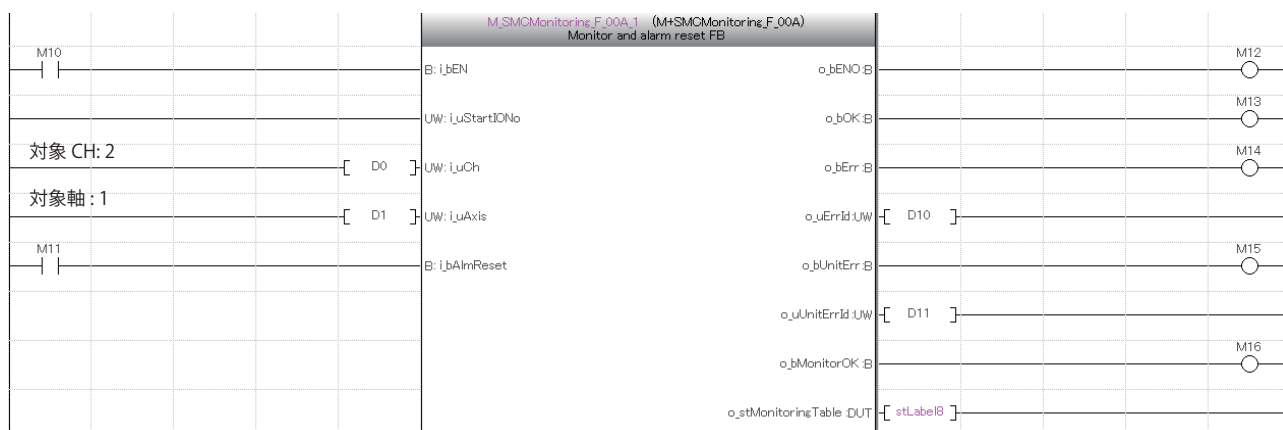 M_SMCMonitoring_F_00A_1 (M+SMCMonitoring_F_00A)
Monitor and alarm reset FB
M10
B: i_bEN
o_bENO:B
M12
UW: i_uStartIONo
o_bOK:B
M13
対象 CH: 2
D0
UW: i_uCh
o_bErr:B
M14
対象軸 : 1
D1
UW: i_uAxis
o_uErrId:UW
D10
M11
B: i_bAlmReset
o_bUnitErr:B
M15
o_uUnitErrId:UW
D11
o_bMonitorOK:B
M16
o_stMonitoringTable:DUT
stLabel8